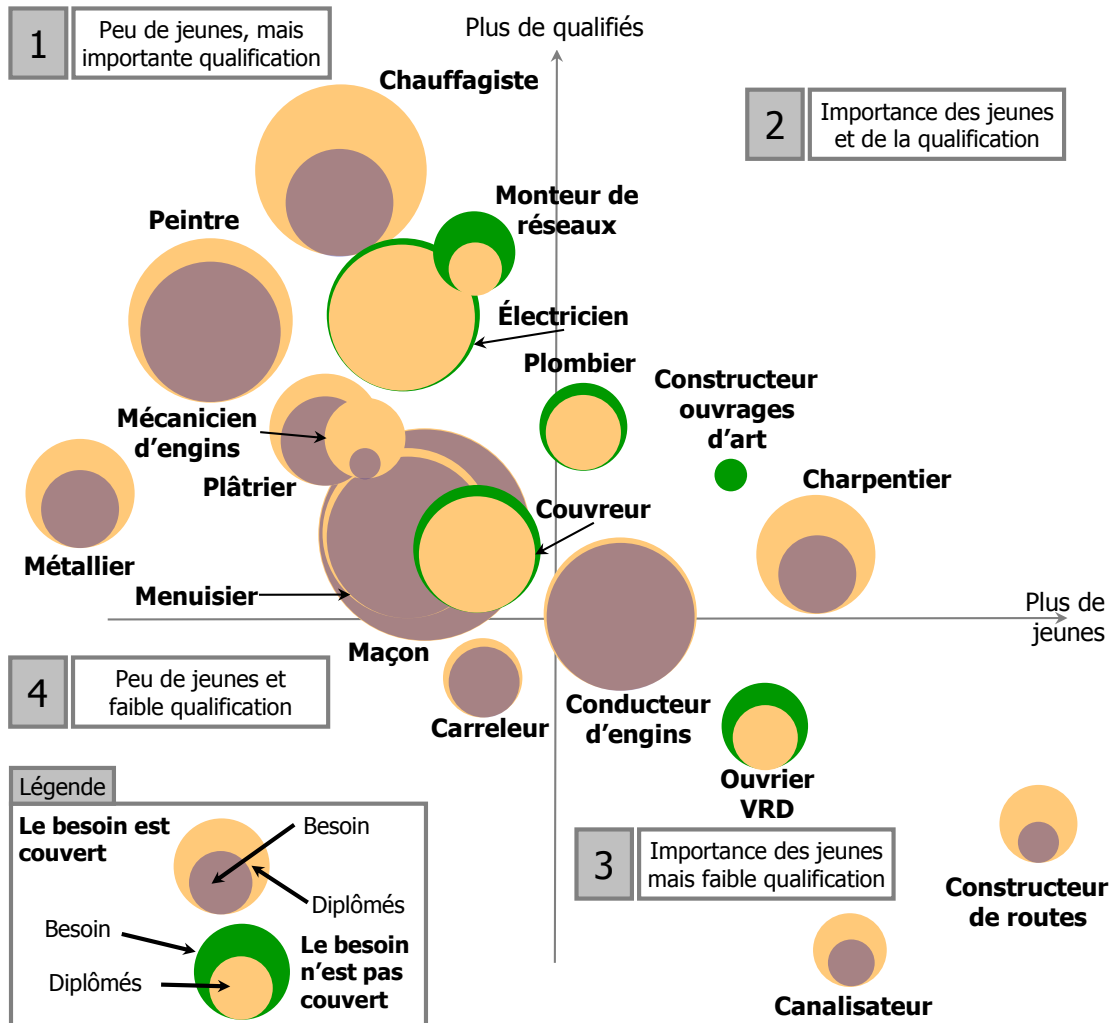 1
Peu de jeunes, mais
importante qualification
Plus de qualifiés
2
Importance des jeunes
et de la qualification
Chauffagiste
Monteur de
réseaux
Peintre
Électricien
Plombier
Constructeur
ouvrages
d’art
Mécanicien
d’engins
Plâtrier
Charpentier
Couvreur
Métallier
Menuisier
Maçon
Plus de
jeunes
4
Peu de jeunes et
faible qualification
Carreleur
Conducteur
d’engins
Ouvrier
VRD
3
Importance des jeunes
mais faible qualification
Constructeur
de routes
Canalisateur
Légende
Le besoin est
couvert
Besoin
Diplômés
Besoin
Diplômés
Le besoin
n’est pas
couvert